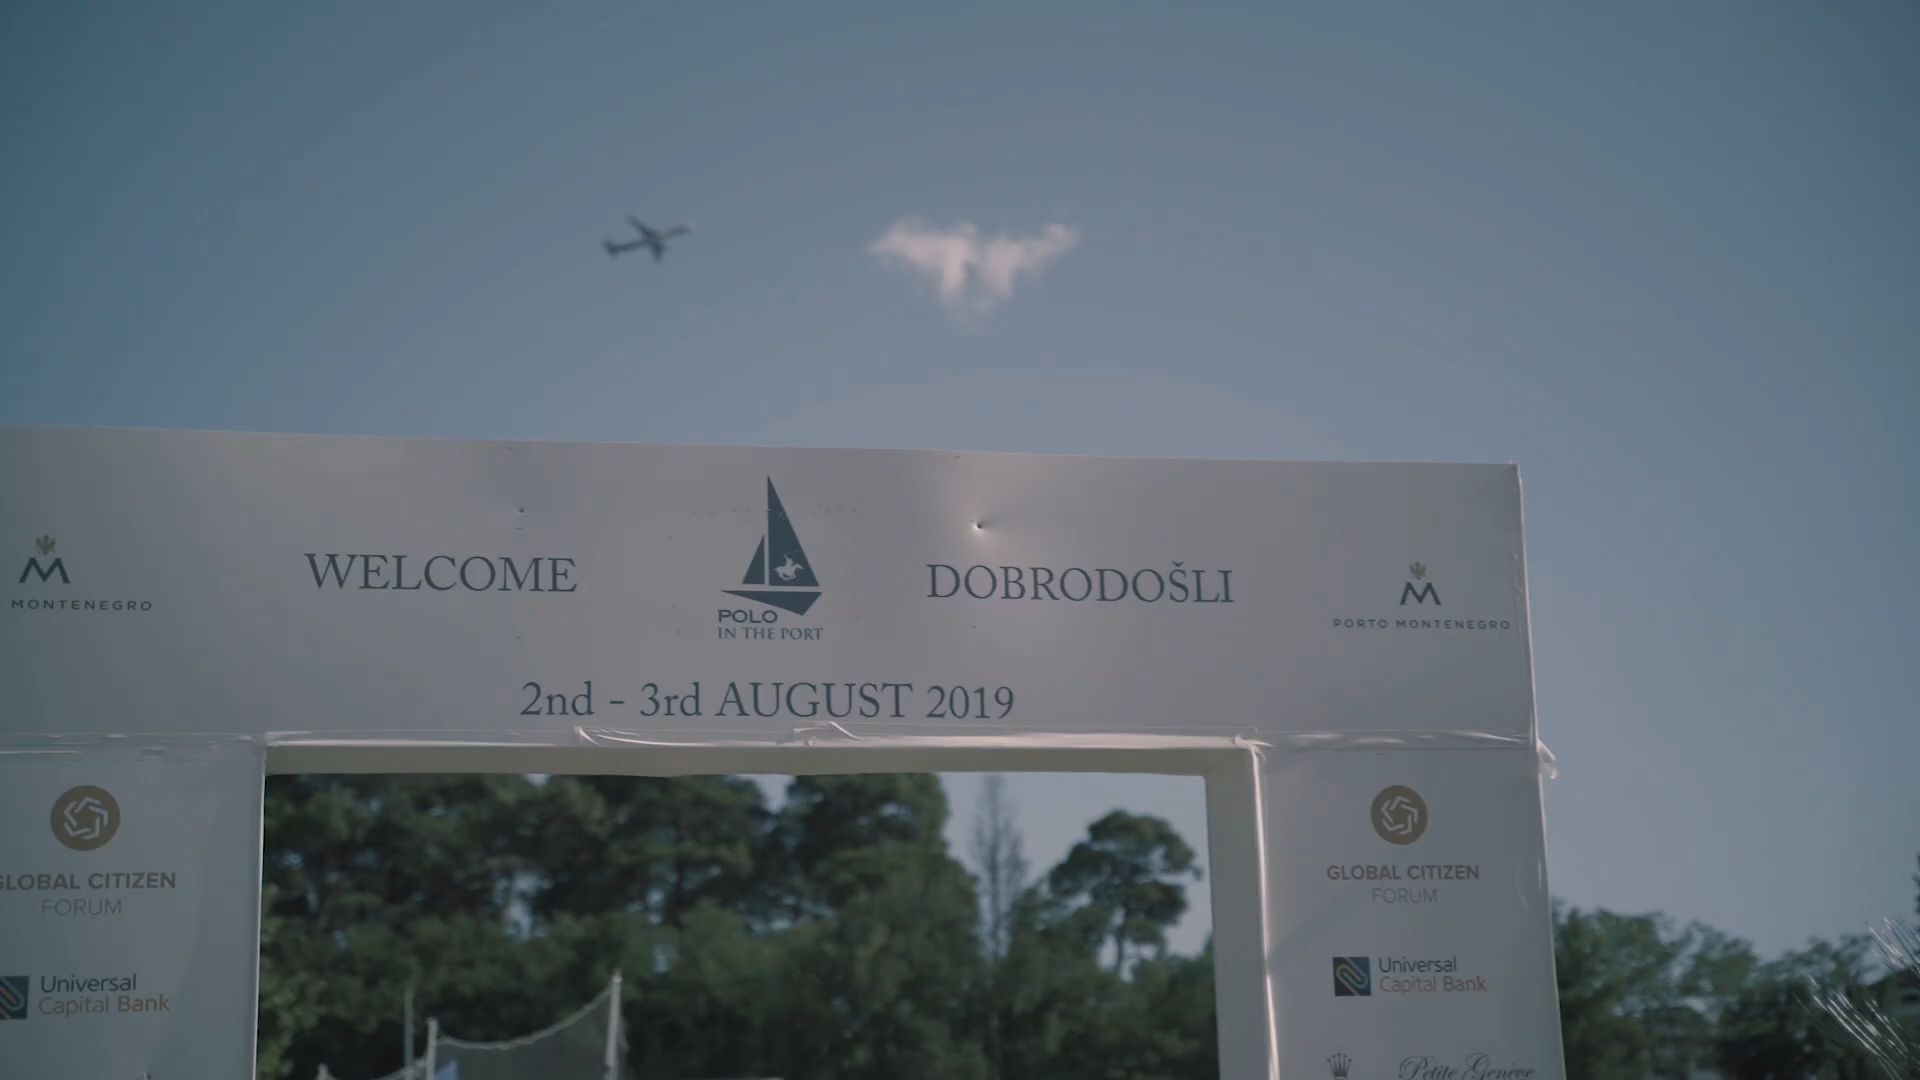 WELCOME
POLO
IN THE PORT
DOBRODOŠLI
MONTENEGRO
PORTO MONTENEGRO
2nd - 3rd AUGUST 2019
GLOBAL CITIZEN
FORUM
Universal
Capital Bank
GLOBAL CITIZEN
FORUM
Universal
Capital Bank
Petite Genève